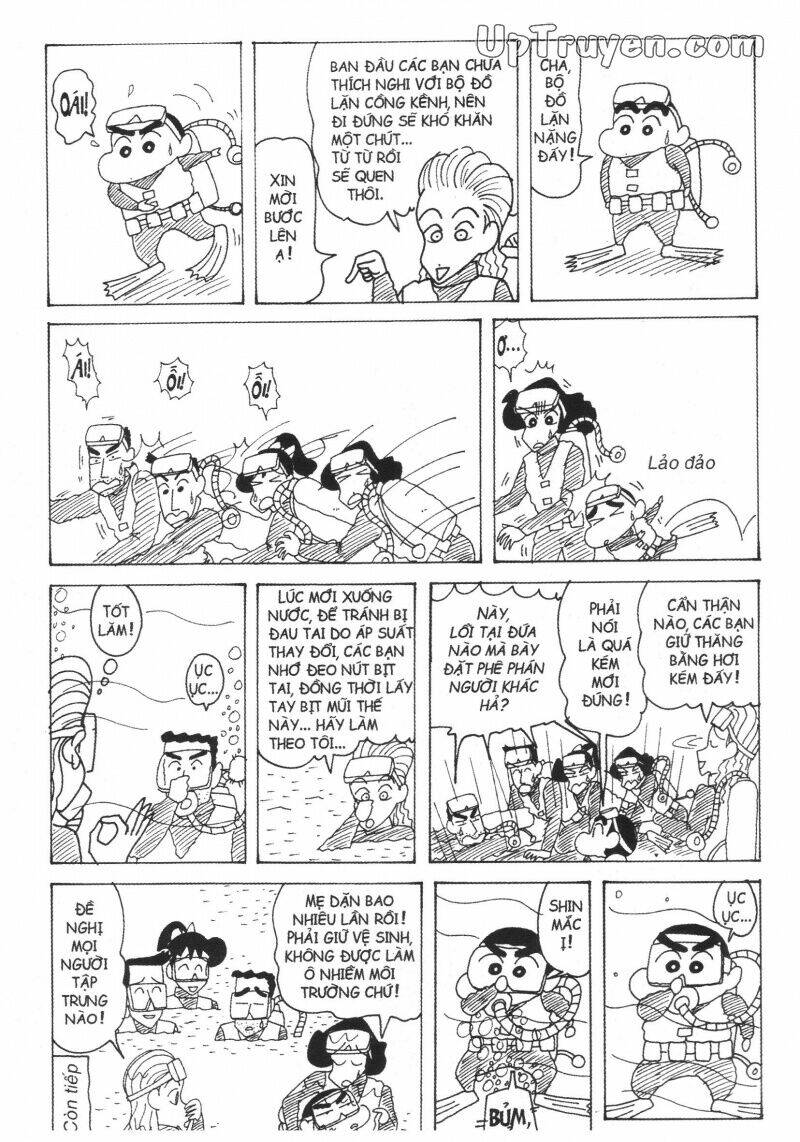 UpTruyen.com
CHA,
BỘ
ĐỒ
LẶN
NẶNG
ĐẤY!
BAN ĐẦU CÁC BẠN CHƯA
THÍCH NGHI VỚI BỘ ĐỒ
LẶN CỒNG KỀNH, NÊN
ĐI ĐỨNG SẼ KHÓ KHĂN
MỘT CHÚT...
TỪ TỪ RỒI
SẼ QUEN
THÔI.
XIN
MỜI
BƯỚC
LÊN
Ạ!
OÁI!
Ơ...
Lảo đảo
ỐI!
ỐI!
ÁI!
CẨN THẬN
NÀO, CÁC BẠN
GIỮ THĂNG
BẰNG HƠI
KÉM ĐẤY!
PHẢI
NÓI
LÀ QUÁ
KÉM
MỚI
ĐÚNG!
NÀY,
LỖI TẠI ĐỨA
NÀO MÀ BÀY
ĐẶT PHÊ PHÁN
NGƯỜI KHÁC
HẢ?
LÚC MỚI XUỐNG
NƯỚC, ĐỂ TRÁNH BỊ
ĐAU TAI DO ÁP SUẤT
THAY ĐỔI, CÁC BẠN
NHỚ ĐEO NÚT BỊT
TAI, ĐỒNG THỜI LẤY
TAY BỊT MŨI THẾ
NÀY... HÃY LÀM
THEO TÔI...
TỐT
LẮM!
ỤC
ỤC...
ỤC
ỤC...
SHIN
MẮC
Ị!
BỦM,
MẸ DẶN BAO
NHIÊU LẦN RỒI!
PHẢI GIỮ VỆ SINH,
KHÔNG ĐƯỢC LÀM
Ô NHIỄM MÔI
TRƯỜNG CHỨ!
ĐỀ
NGHỊ
MỌI
NGƯỜI
TẬP
TRUNG
NÀO!
Còn tiếp